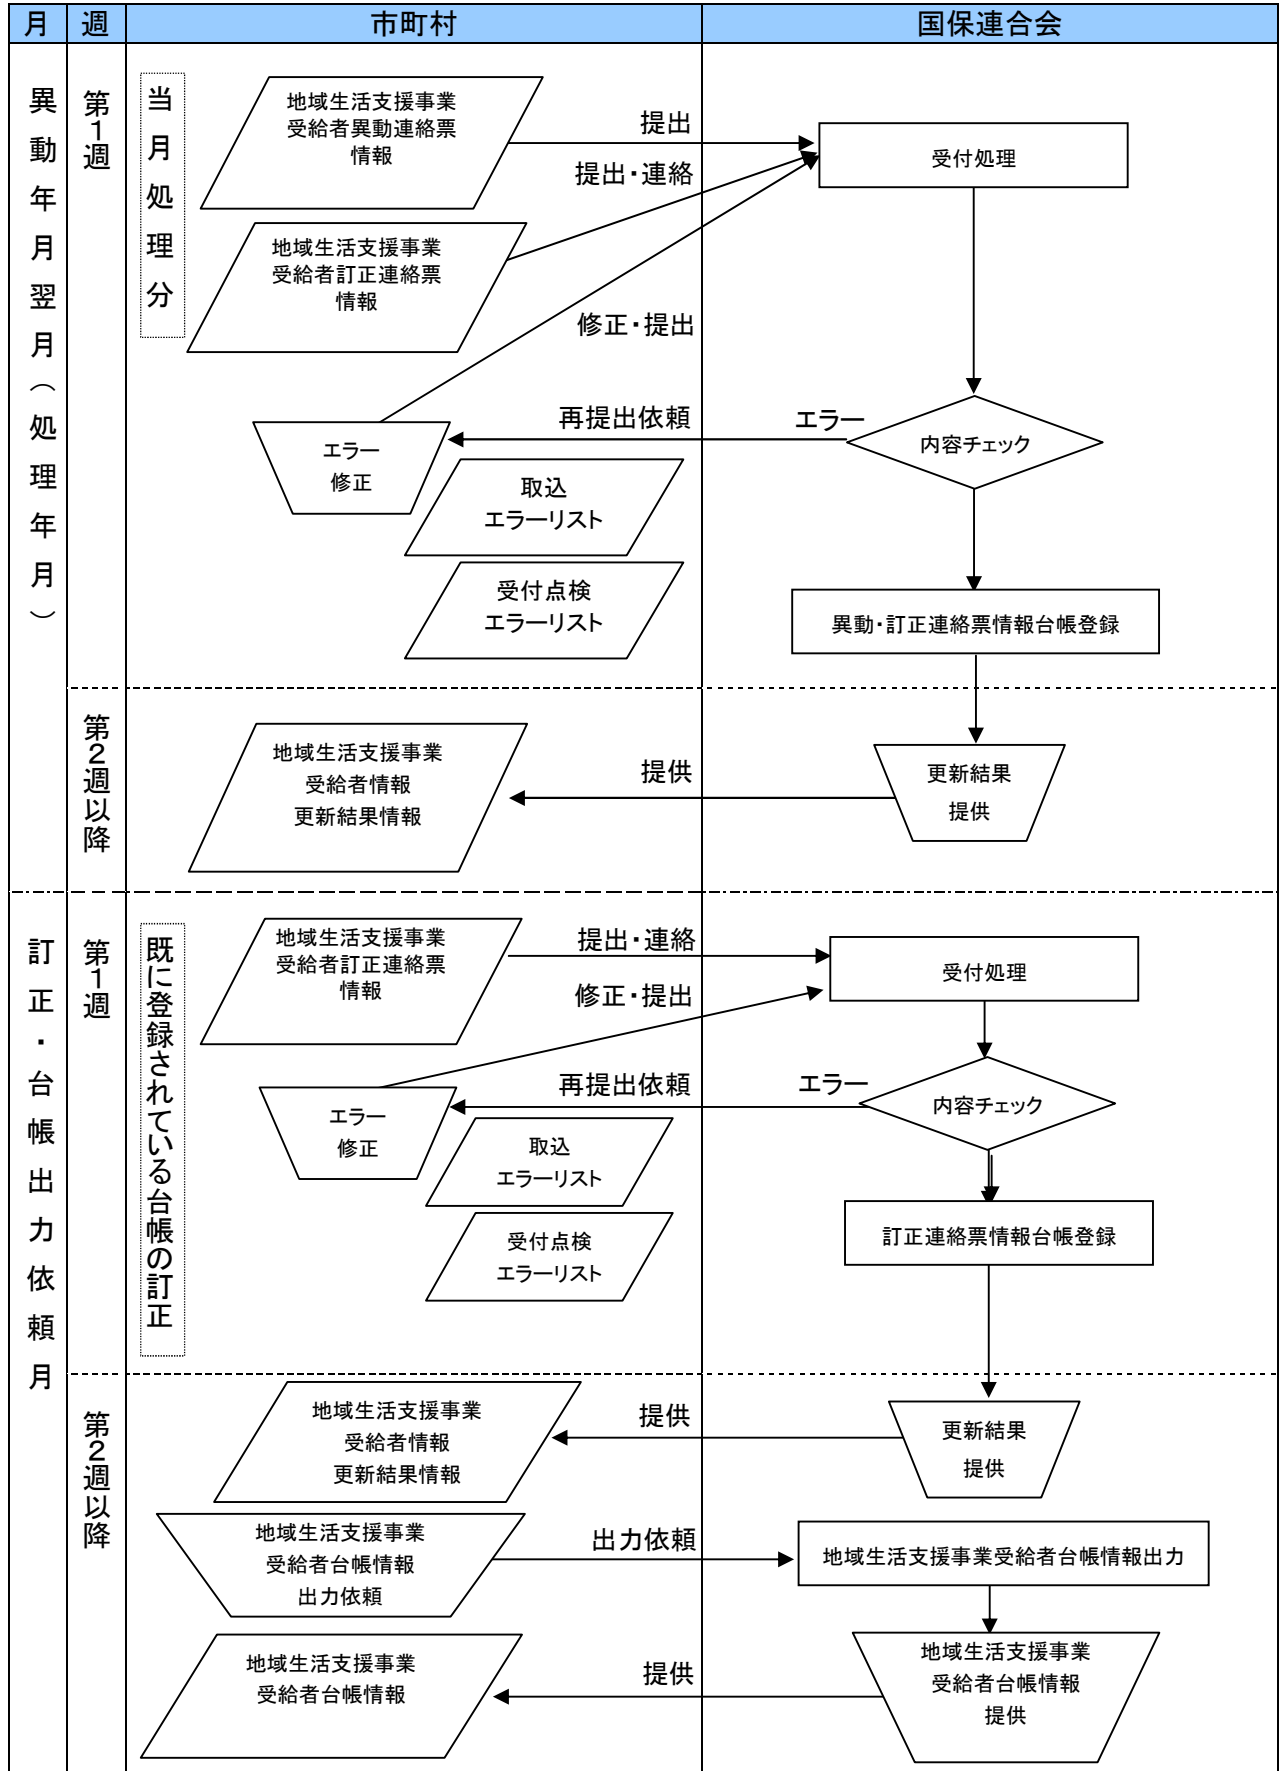 月 週 市町村 国保連合会
異動年月翌月（処理年月）
第1週
当月処理分
地域生活支援事業
受給者異動連絡票
情報
提出
受付処理
提出・連絡
地域生活支援事業
受給者訂正連絡票
情報
修正・提出
再提出依頼
エラー
内容チェック
エラー
修正
取込
エラーリスト
受付点検
エラーリスト
異動・訂正連絡票情報台帳登録
第2週以降
地域生活支援事業
受給者情報
更新結果情報
提供
更新結果
提供
訂正・台帳出力依頼月
第1週
既に登録されている台帳の訂正
地域生活支援事業
受給者訂正連絡票
情報
提出・連絡
受付処理
修正・提出
再提出依頼
エラー
内容チェック
エラー
修正
取込
エラーリスト
受付点検
エラーリスト
訂正連絡票情報台帳登録
第2週以降
地域生活支援事業
受給者情報
更新結果情報
提供
更新結果
提供
地域生活支援事業
受給者台帳情報
出力依頼
出力依頼
地域生活支援事業受給者台帳情報出力
地域生活支援事業
受給者台帳情報
提供
地域生活支援事業
受給者台帳情報
提供